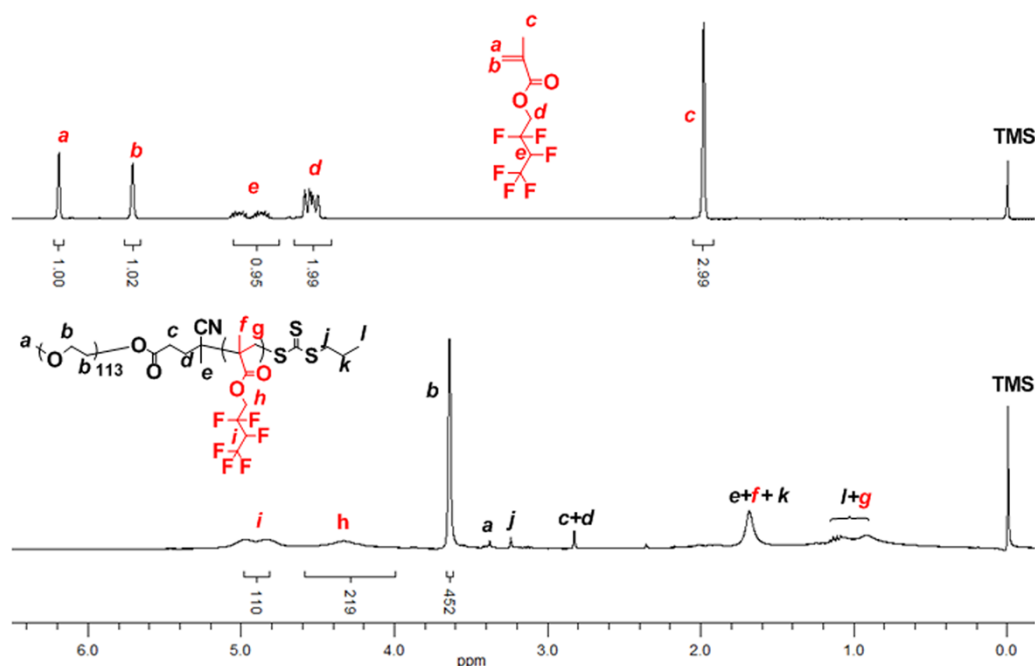 c
a
b
O
O
d
F F
e F
F
F F
a
b
e
d
c
TMS
1.00
1.02
0.95
1.99
2.99
a b O b 113 O O c d CN e f g O O h S S S j k l
F F
i F
F
F F
b
TMS
i
h
a
j
c+d
e+f+k
l+g
110
219
452
6.0 5.0 4.0 3.0 2.0 1.0 0.0
ppm